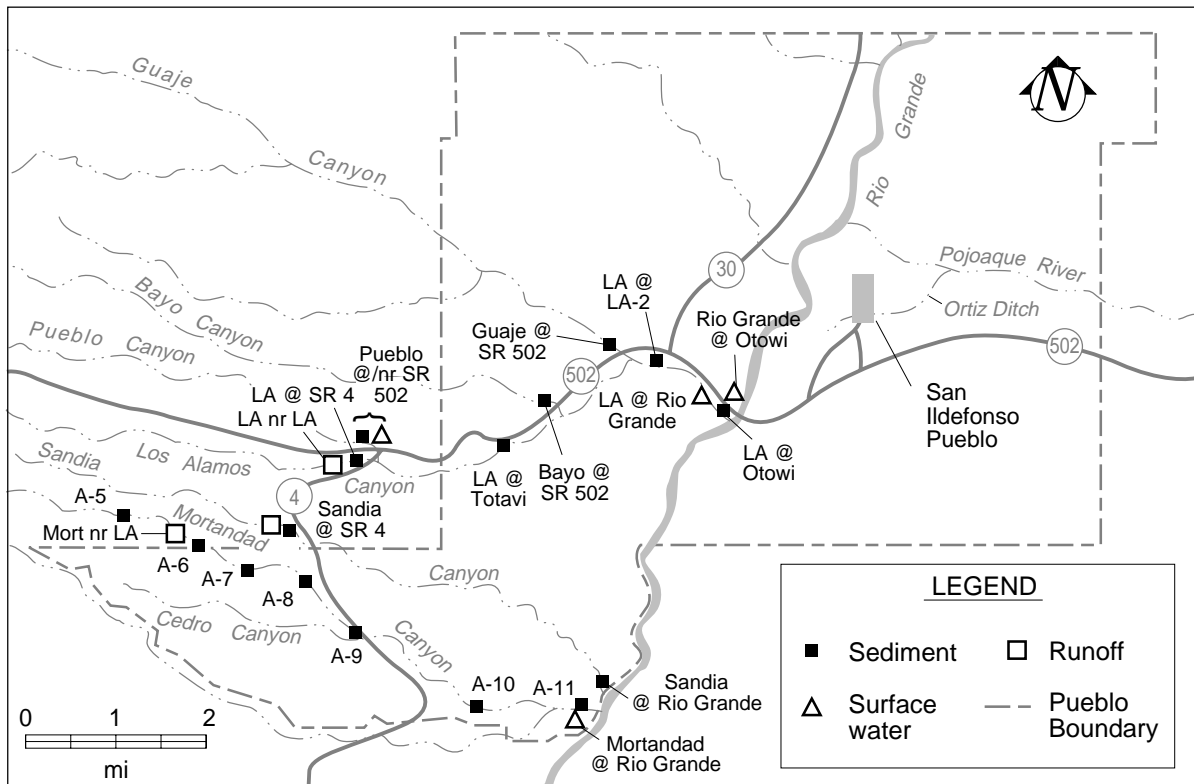 Guaje
Canyon
N
Rio
Grande
Bayo Canyon
Pueblo Canyon
Pojoaque River
Ortiz Ditch
30
LA @
LA-2
Guaje @
SR 502
Rio Grande
@ Otowi
502
502
Pueblo
@/nr SR
502
LA @ SR 4
LA nr LA
LA @ Rio
Grande
San
Ildefonso
Pueblo
LA @
Otowi
Sandia
Los Alamos
Canyon
LA @
Totavi
Bayo @
SR 502
4
Sandia
@ SR 4
A-5
Mortandad
Mort nr LA
A-6
A-7
A-8
Canyon
Cedro Canyon
Canyon
A-9
A-10
A-11
Sandia
@ Rio Grande
Mortandad
@ Rio Grande
0 1 2
mi
LEGEND
Sediment
Runoff
Surface
water
Pueblo
Boundary